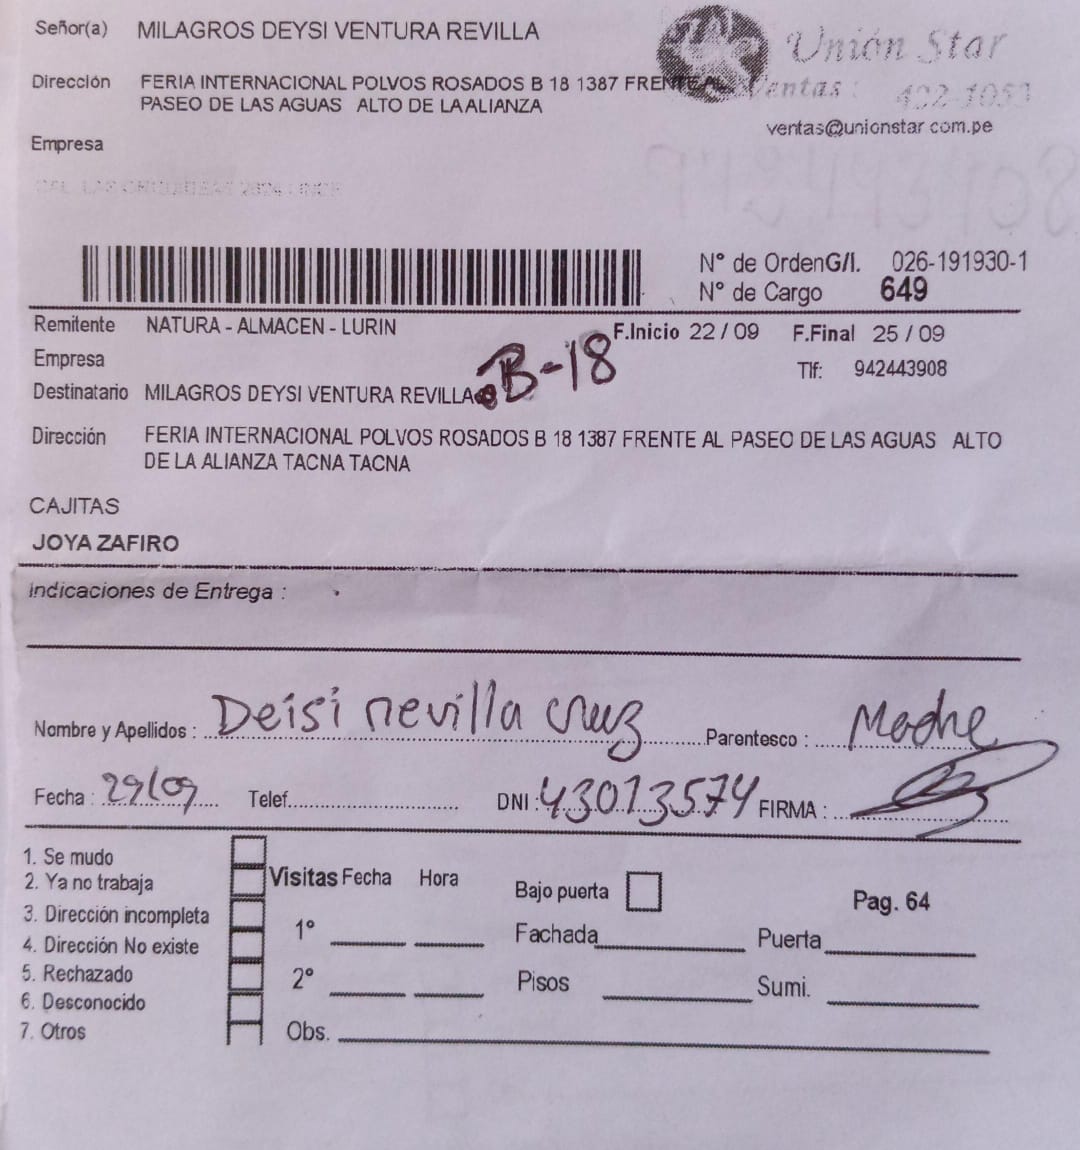 Señor(a) MILAGROS DEYSI VENTURA REVILLA
Dirección FERIA INTERNACIONAL POLVOS ROSADOS B 18 1387 FRENTE AL
PASEO DE LAS AGUAS ALTO DE LA ALIANZA
Unión Star
Ventas: 422-1053
ventas@unionstar.com.pe
Empresa
N° de OrdenG/I. 026-191930-1
N° de Cargo 649
Remitente NATURA - ALMACEN - LURIN F.Inicio 22 / 09 F.Final 25 / 09
Empresa Tlf: 942443908
B-18
Destinatario MILAGROS DEYSI VENTURA REVILLA
Dirección FERIA INTERNACIONAL POLVOS ROSADOS B 18 1387 FRENTE AL PASEO DE LAS AGUAS ALTO
DE LA ALIANZA TACNA TACNA
CAJITAS
JOYA ZAFIRO
Indicaciones de Entrega :
Nombre y Apellidos : Deisi revilla cruz Parentesco : Madre
Fecha : 29/09 Telef. DNI : 43013574 FIRMA :
1. Se mudo
2. Ya no trabaja
3. Dirección incompleta
4. Dirección No existe
5. Rechazado
6. Desconocido
7. Otros
Visitas Fecha Hora
1°
2°
Obs.
Bajo puerta
Pag. 64
Fachada Puerta
Pisos Sumi.